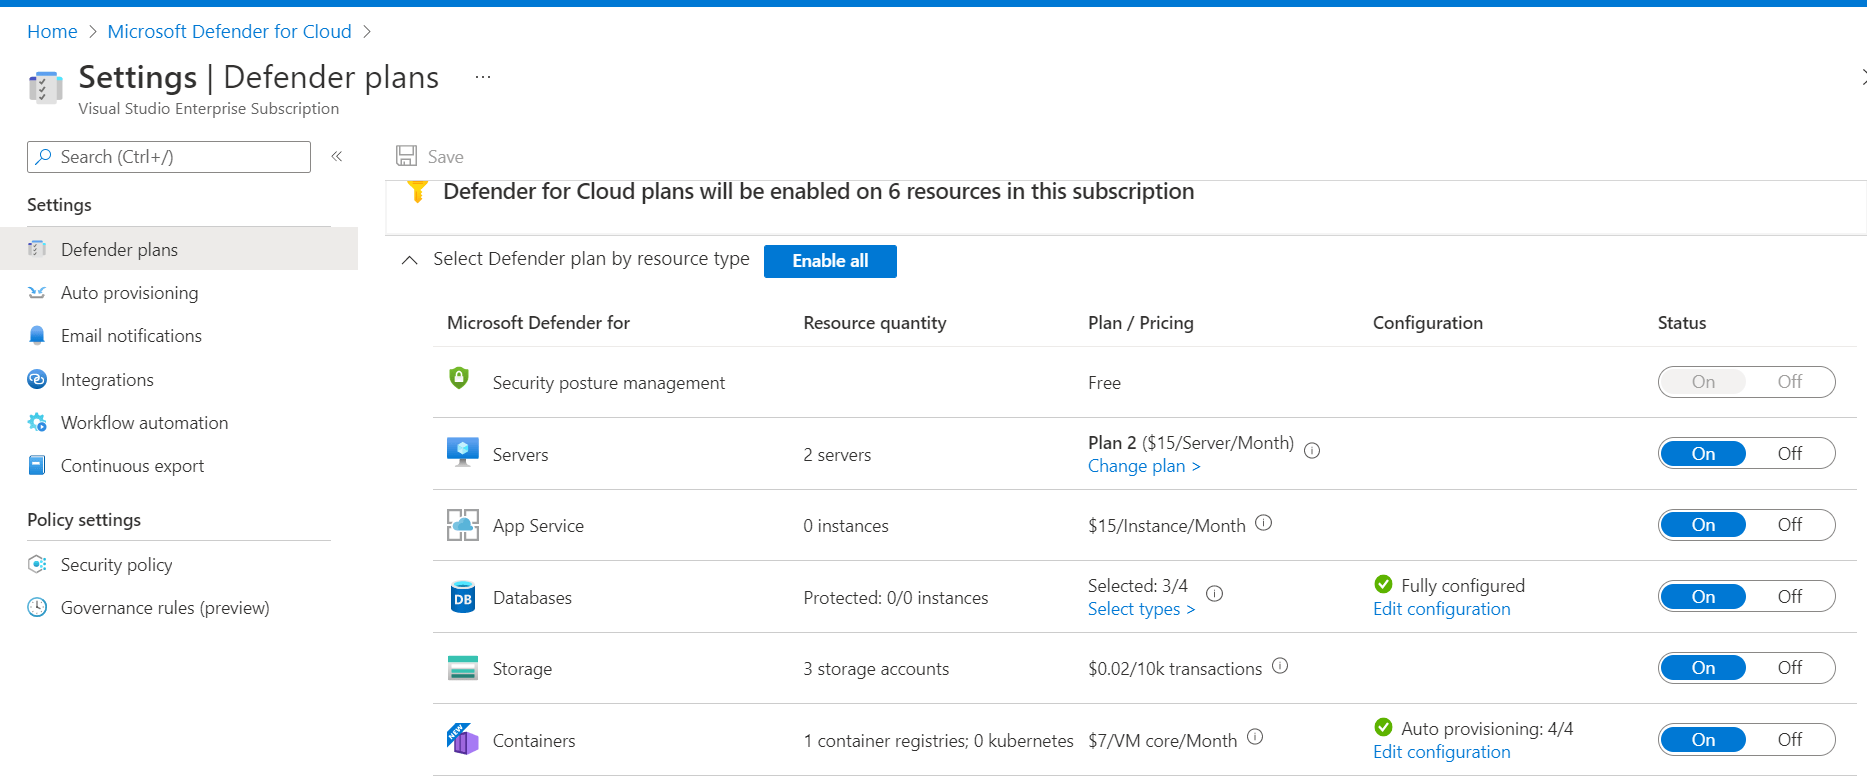 Home > Microsoft Defender for Cloud >
Settings | Defender plans ...
Visual Studio Enterprise Subscription
Search (Ctrl+/) «
Save
Defender for Cloud plans will be enabled on 6 resources in this subscription
Settings
Defender plans
Auto provisioning
Email notifications
Integrations
Workflow automation
Continuous export
Policy settings
Security policy
Governance rules (preview)
Select Defender plan by resource type Enable all
Microsoft Defender for Resource quantity Plan / Pricing Configuration Status
Security posture management Free On Off
Servers 2 servers Plan 2 ($15/Server/Month) On Off
Change plan >
App Service 0 instances $15/Instance/Month On Off
DB Databases Protected: 0/0 instances Selected: 3/4 Fully configured On Off
Select types > Edit configuration
Storage 3 storage accounts $0.02/10k transactions On Off
NEW Containers 1 container registries; 0 kubernetes $7/VM core/Month Auto provisioning: 4/4 On Off
Edit configuration